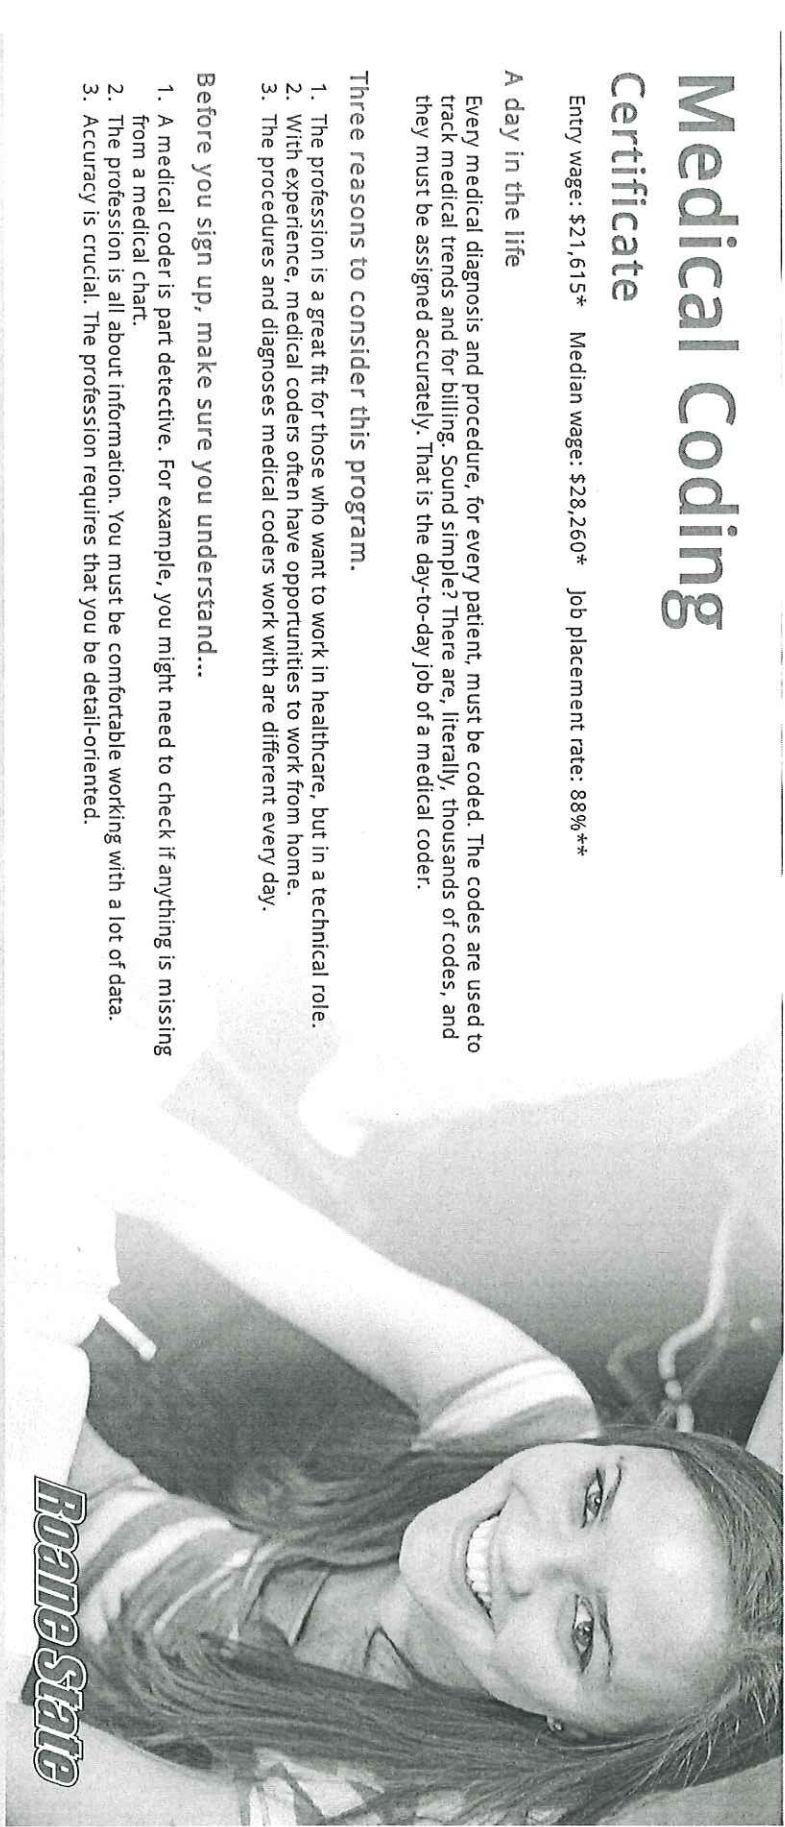 Medical Coding
Certificate
Entry wage: $21,615* Median wage: $28,260* Job placement rate: 88%**
A day in the life
Every medical diagnosis and procedure, for every patient, must be coded. The codes are used to
track medical trends and for billing. Sound simple? There are, literally, thousands of codes, and
they must be assigned accurately. That is the day-to-day job of a medical coder.
Three reasons to consider this program.
1. The profession is a great fit for those who want to work in healthcare, but in a technical role.
2. With experience, medical coders often have opportunities to work from home.
3. The procedures and diagnoses medical coders work with are different every day.
Before you sign up, make sure you understand...
1. A medical coder is part detective. For example, you might need to check if anything is missing
from a medical chart.
2. The profession is all about information. You must be comfortable working with a lot of data.
3. Accuracy is crucial. The profession requires that you be detail-oriented.
Roane State